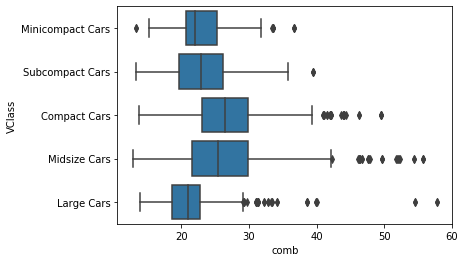 Minicompact Cars
Subcompact Cars
Compact Cars
Midsize Cars
Large Cars
VClass
20 30 40 50 60
comb